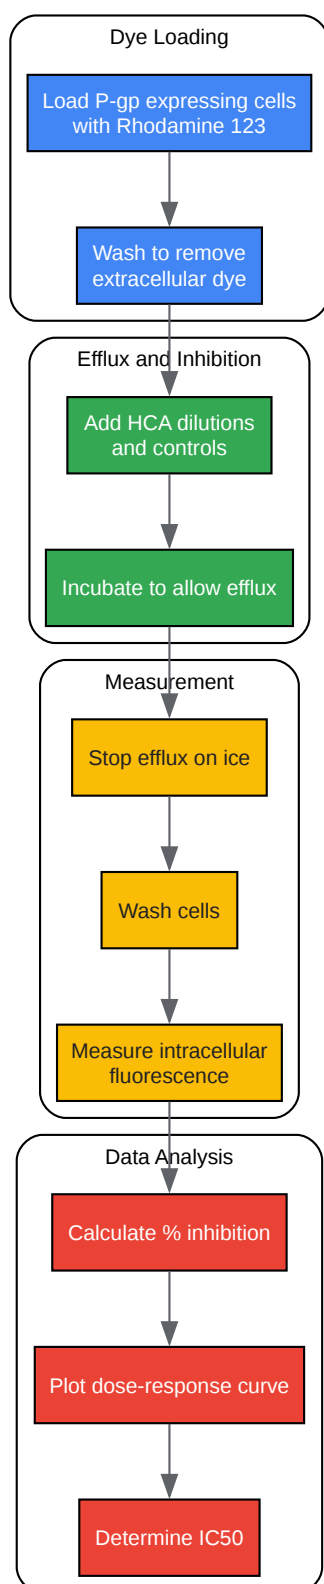 Dye Loading
Load P-gp expressing cells
with Rhodamine 123
Wash to remove
extracellular dye
Efflux and Inhibition
Add HCA dilutions
and controls
Incubate to allow efflux
Measurement
Stop efflux on ice
Wash cells
Measure intracellular
fluorescence
Data Analysis
Calculate % inhibition
Plot dose-response curve
Determine IC50